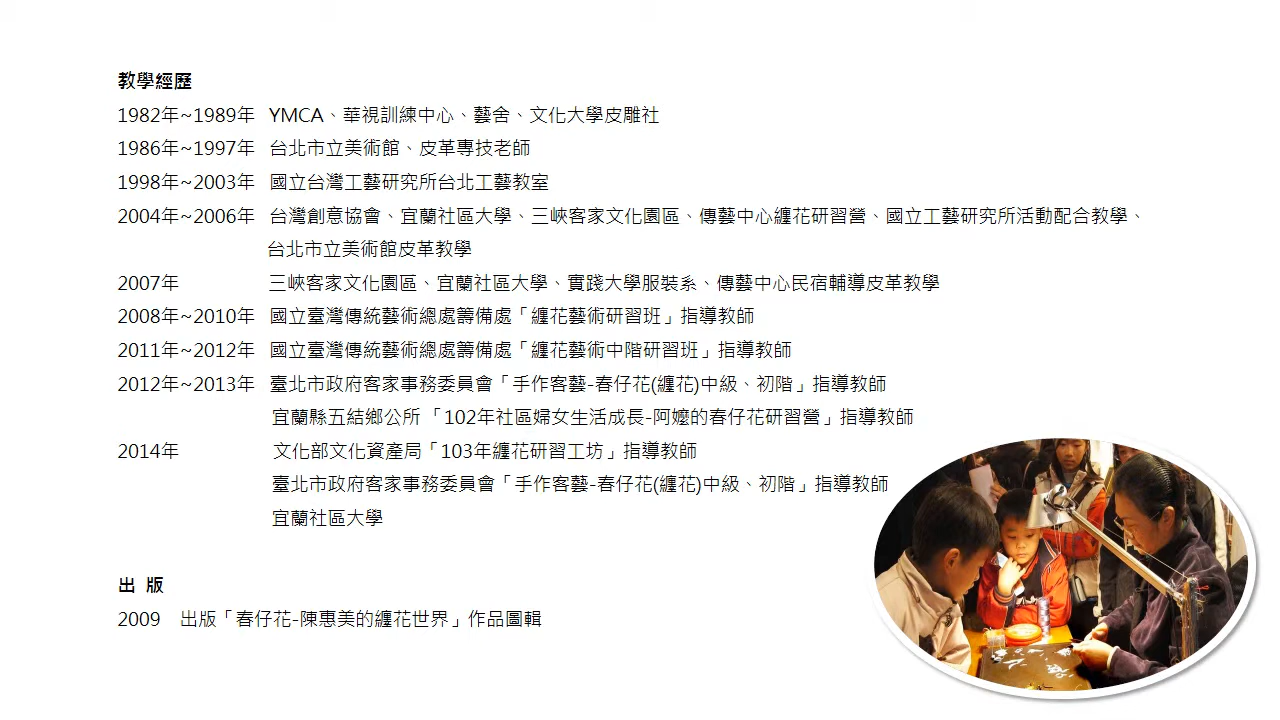 教學經歷
1982年~1989年 YMCA、華視訓練中心、藝舍、文化大學皮雕社
1986年~1997年 台北市立美術館、皮革專技老師
1998年~2003年 國立台灣工藝研究所台北工藝教室
2004年~2006年 台灣創意協會、宜蘭社區大學、三峽客家文化園區、傳藝中心纏花研習營、國立工藝研究所活動配合教學、
台北市立美術館皮革教學
2007年 三峽客家文化園區、宜蘭社區大學、實踐大學服裝系、傳藝中心民宿輔導皮革教學
2008年~2010年 國立臺灣傳統藝術總處籌備處「纏花藝術研習班」指導教師
2011年~2012年 國立臺灣傳統藝術總處籌備處「纏花藝術中階研習班」指導教師
2012年~2013年 臺北市政府客家事務委員會「手作客藝-春仔花(纏花)中級、初階」指導教師
宜蘭縣五結鄉公所 「102年社區婦女生活成長-阿嬤的春仔花研習營」指導教師
2014年 文化部文化資產局「103年纏花研習工坊」指導教師
臺北市政府客家事務委員會「手作客藝-春仔花(纏花)中級、初階」指導教師
宜蘭社區大學
出 版
2009 出版「春仔花-陳惠美的纏花世界」作品圖輯